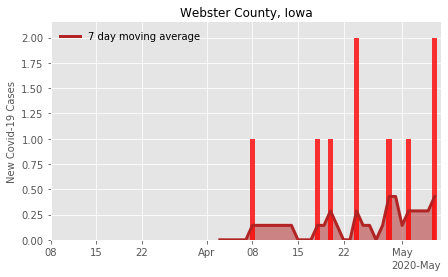 Webster County, Iowa
7 day moving average
New Covid-19 Cases
2.00
1.75
1.50
1.25
1.00
0.75
0.50
0.25
0.00
08 15 22 Apr 08 15 22 May
2020-May